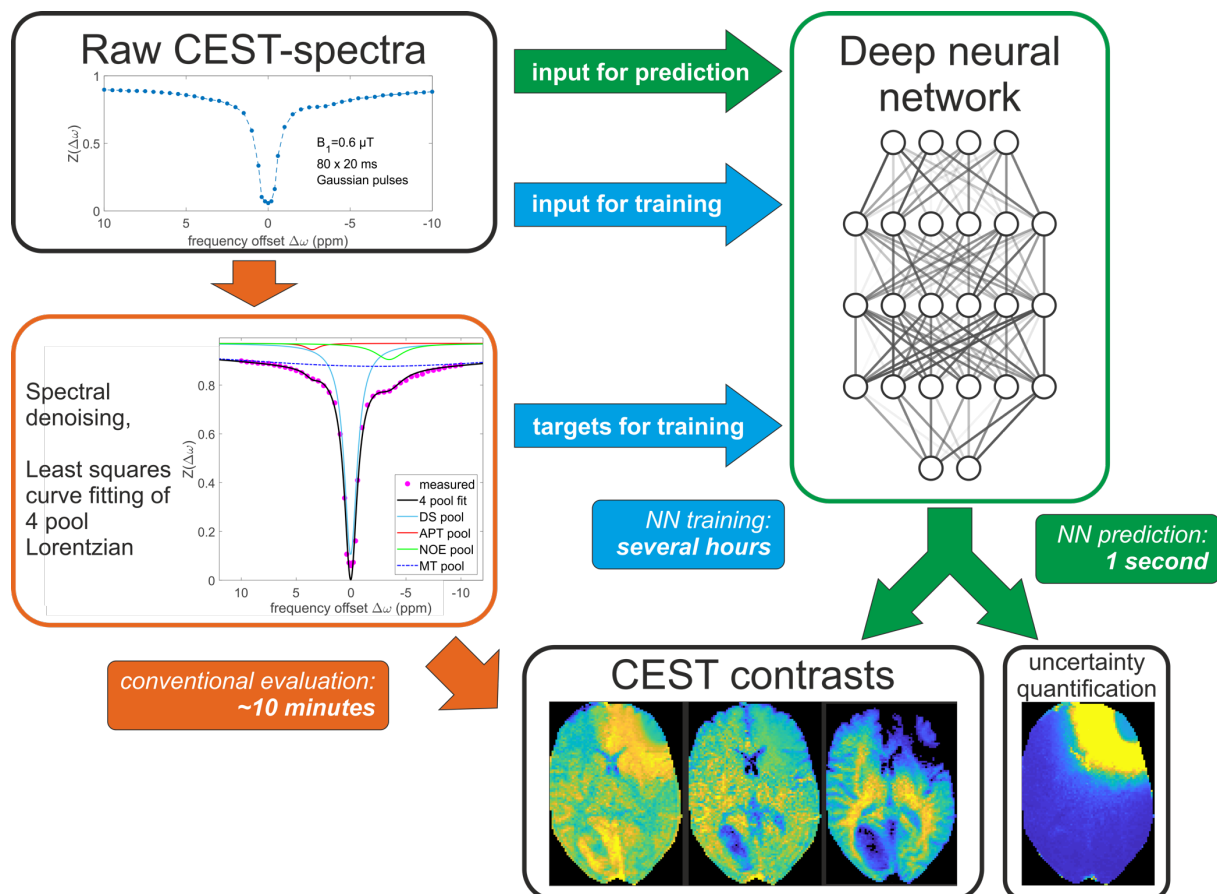 Raw CEST-spectra
1
0.5
0
Z(Δω)
B₁=0.6 µT
80 x 20 ms
Gaussian pulses
10
5
0
-5
-10
frequency offset Δω (ppm)
input for prediction
input for training
Deep neural
network
Spectral
denoising,
Least squares
curve fitting of
4 pool
Lorentzian
0.8
0.6
0.4
0.2
0
Z(Δω)
measured
4 pool fit
DS pool
APT pool
NOE pool
MT pool
10
5
0
-5
-10
frequency offset Δω (ppm)
targets for training
NN training:
several hours
NN prediction:
1 second
conventional evaluation:
~10 minutes
CEST contrasts
uncertainty
quantification